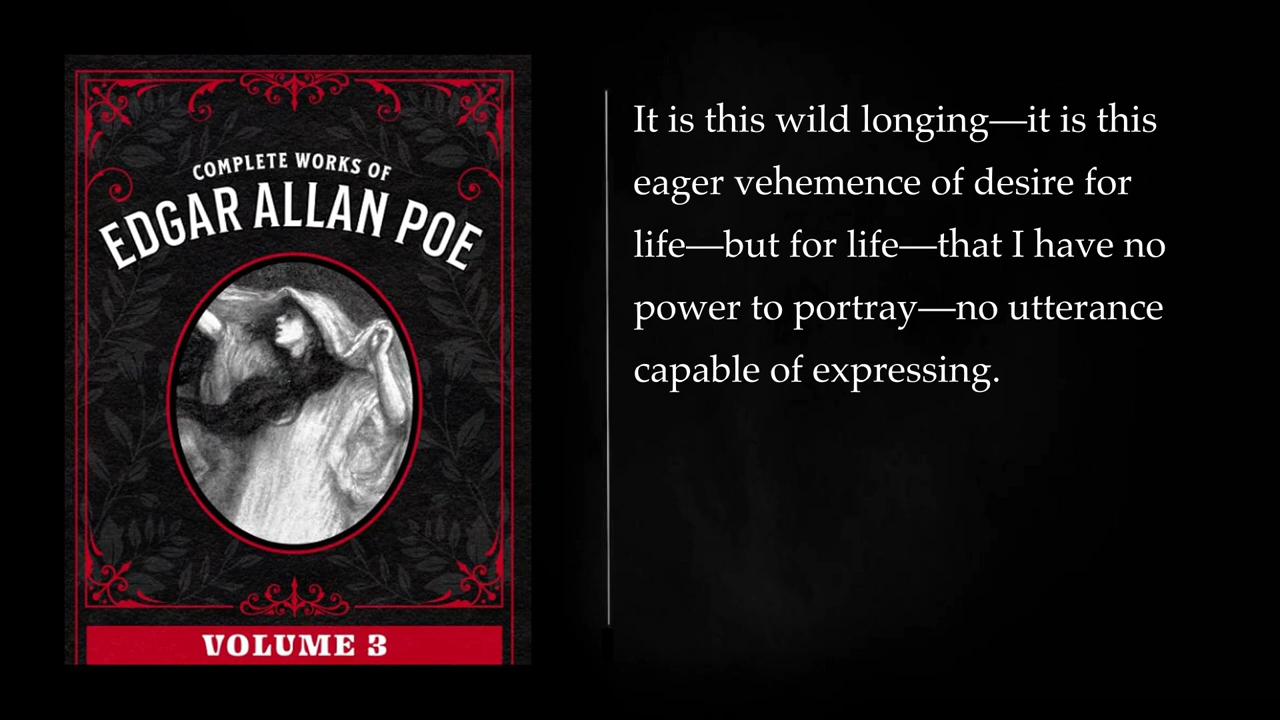 COMPLETE WORKS OF
EDGAR ALLAN POE
VOLUME 3
It is this wild longing—it is this
eager vehemence of desire for
life—but for life—that I have no
power to portray—no utterance
capable of expressing.